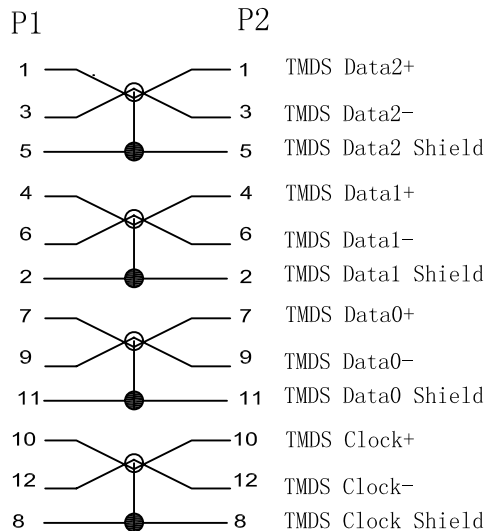 P1 P2
1 1 TMDS Data2+
3 3 TMDS Data2-
5 5 TMDS Data2 Shield
4 4 TMDS Data1+
6 6 TMDS Data1-
2 2 TMDS Data1 Shield
7 7 TMDS Data0+
9 9 TMDS Data0-
11 11 TMDS Data0 Shield
10 10 TMDS Clock+
12 12 TMDS Clock-
8 8 TMDS Clock Shield